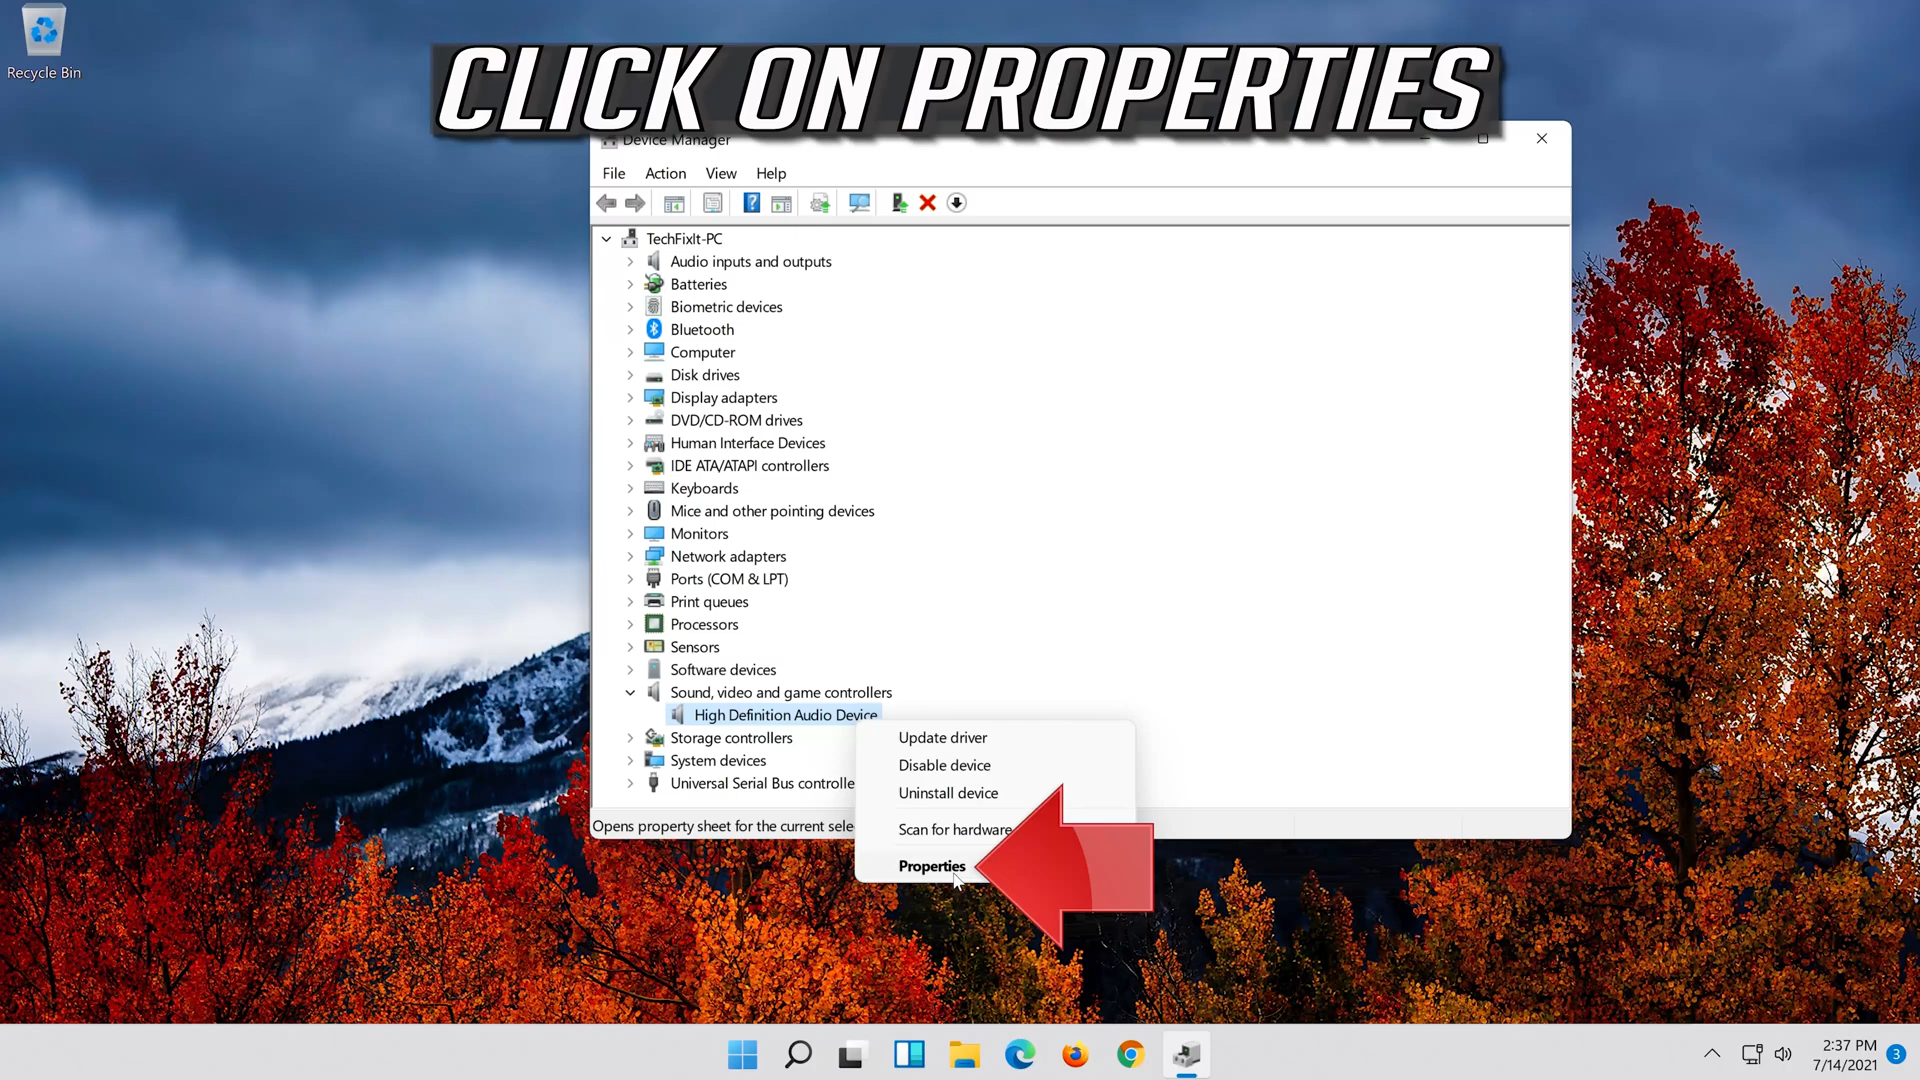 Recycle Bin
CLICK ON PROPERTIES
Device Manager
File Action View Help
TechFixIt-PC
Audio inputs and outputs
Batteries
Biometric devices
Bluetooth
Computer
Disk drives
Display adapters
DVD/CD-ROM drives
Human Interface Devices
IDE ATA/ATAPI controllers
Keyboards
Mice and other pointing devices
Monitors
Network adapters
Ports (COM & LPT)
Print queues
Processors
Sensors
Software devices
Sound, video and game controllers
High Definition Audio Device
Storage controllers
System devices
Universal Serial Bus controlle
Opens property sheet for the current sele
Update driver
Disable device
Uninstall device
Scan for hardware
Properties
2:37 PM
7/14/2021
3